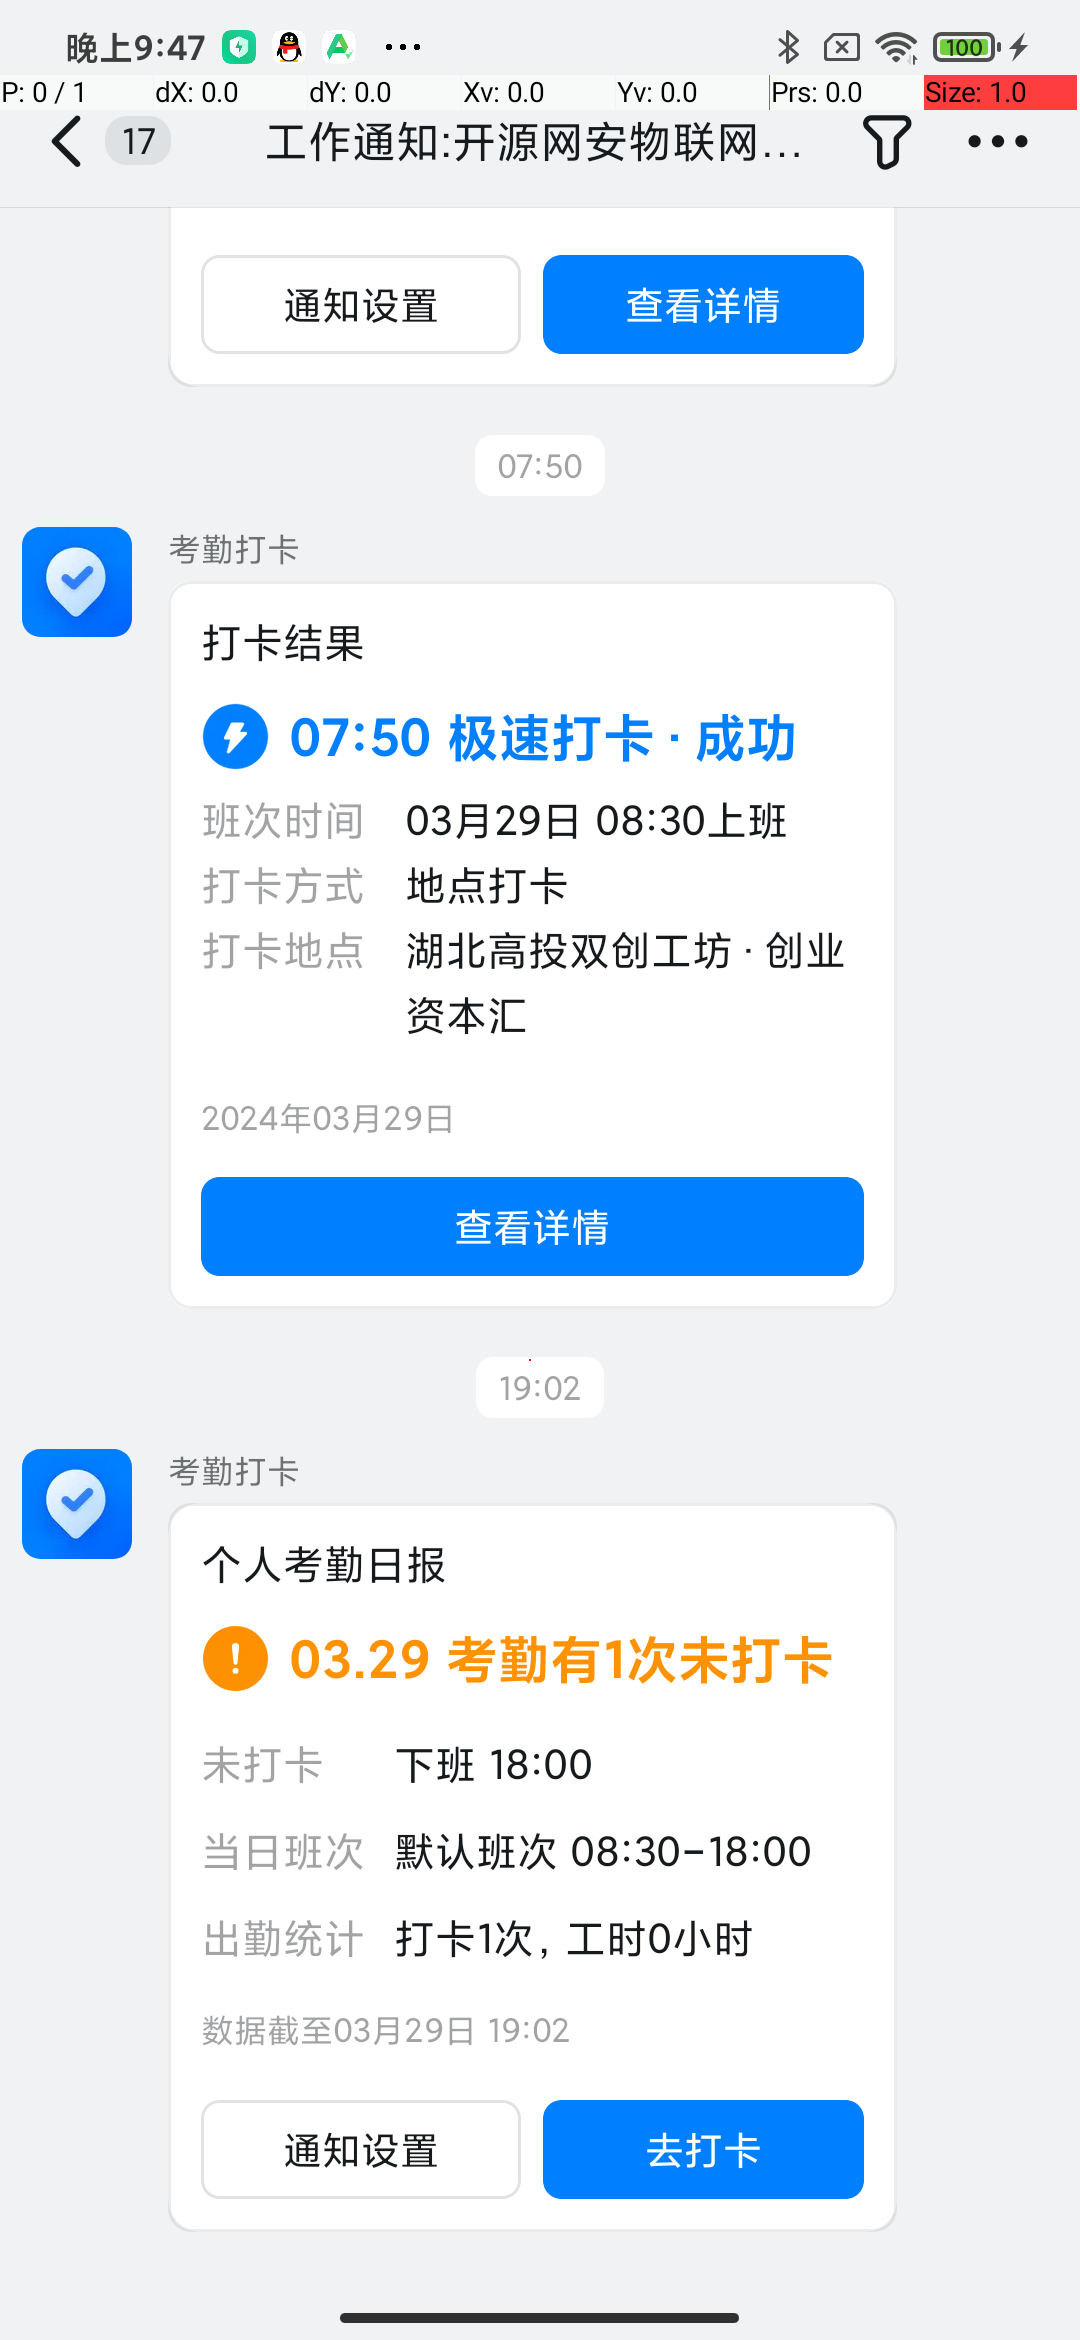 晚上9:47
100
P: 0 / 1 dX: 0.0 dY: 0.0 Xv: 0.0 Yv: 0.0 Prs: 0.0 Size: 1.0
17 工作通知:开源网安物联网...
通知设置 查看详情
07:50
考勤打卡
打卡结果
07:50 极速打卡 · 成功
班次时间 03月29日 08:30上班
打卡方式 地点打卡
打卡地点 湖北高投双创工坊 · 创业
资本汇
2024年03月29日
查看详情
19:02
考勤打卡
个人考勤日报
03.29 考勤有1次未打卡
未打卡 下班 18:00
当日班次 默认班次 08:30-18:00
出勤统计 打卡1次, 工时0小时
数据截至03月29日 19:02
通知设置 去打卡